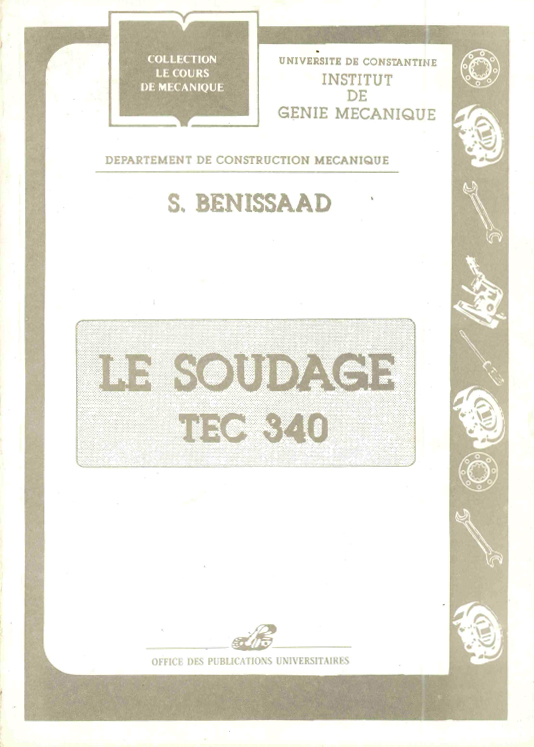 COLLECTION
LE COURS
DE MECANIQUE
UNIVERSITE DE CONSTANTINE
INSTITUT
DE
GENIE MECANIQUE
DEPARTEMENT DE CONSTRUCTION MECANIQUE
S. BENISSAAD
LE SOUDAGE
TEC 340
OFFICE DES PUBLICATIONS UNIVERSITAIRES